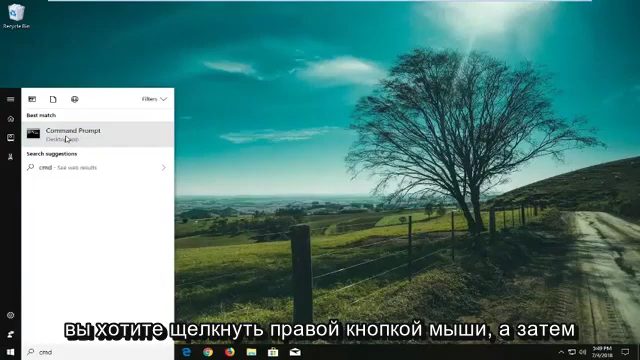 Recycle Bin
Filters
Best match
Command Prompt
Desktop app
Search suggestions
cmd - See web results
вы хотите щелкнуть правой кнопкой мыши, а затем
cmd
3:49 PM
7/4/2018